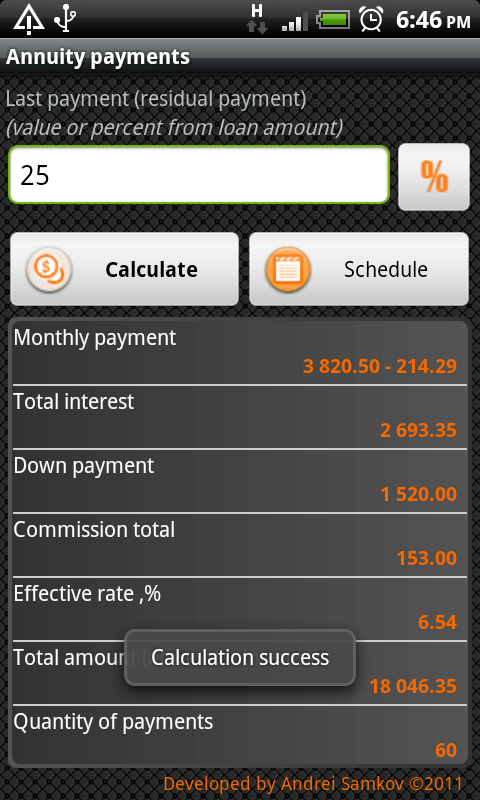 H
6:46 PM
Annuity payments
Last payment (residual payment)
(value or percent from loan amount)
25
%
Calculate
Schedule
Monthly payment
3 820.50 - 214.29
Total interest
2 693.35
Down payment
1 520.00
Commission total
153.00
Effective rate ,%
6.54
Total amount (
Calculation success
18 046.35
Quantity of payments
60
Developed by Andrei Samkov ©2011